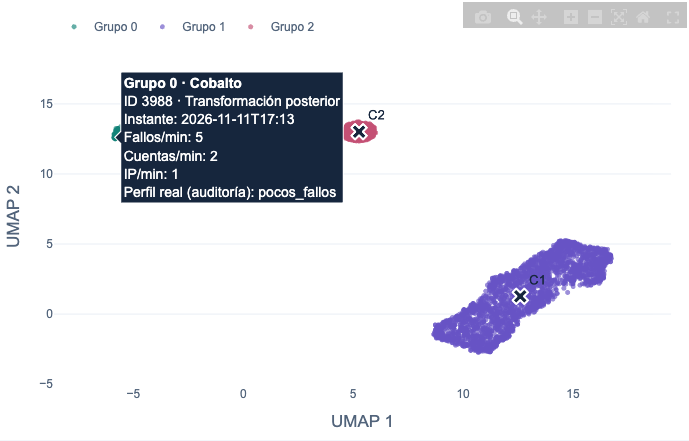 Grupo 0
Grupo 1
Grupo 2
Grupo 0 · Cobalto
ID 3988 · Transformación posterior
Instante: 2026-11-11T17:13
Fallos/min: 5
Cuentas/min: 2
IP/min: 1
Perfil real (auditoría): pocos_fallos
C2
C1
15
10
5
0
−5
UMAP 2
−5
0
5
10
15
UMAP 1